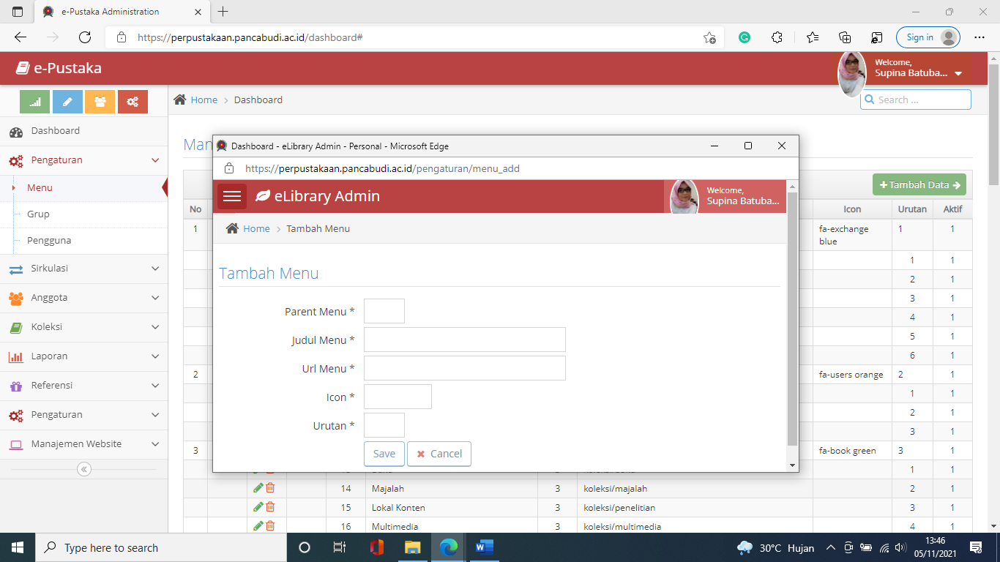 e-Pustaka Administration
https://perpustakaan.pancabudi.ac.id/dashboard#
Sign in
e-Pustaka
Welcome,
Supina Batuba...
Home > Dashboard
Search ...
Dashboard
Pengaturan
Menu
Grup
Pengguna
Sirkulasi
Anggota
Koleksi
Laporan
Referensi
Pengaturan
Manajemen Website
Tambah Data
No Icon Urutan Aktif
1 fa-exchange blue 1 1
1 1
2 1
3 1
4 1
5 1
6 1
2 fa-users orange 2 1
1 1
2 1
3 1
3 fa-book green 3 1
1 1
14 Majalah 3 koleksi/majalah 2 1
15 Lokal Konten 3 koleksi/penelitian 3 1
16 Multimedia 3 koleksi/multimedia 4 1
Dashboard - eLibrary Admin - Personal - Microsoft Edge
https://perpustakaan.pancabudi.ac.id/pengaturan/menu_add
eLibrary Admin
Welcome,
Supina Batuba...
Home > Tambah Menu
Tambah Menu
Parent Menu *
Judul Menu *
Url Menu *
Icon *
Urutan *
Save Cancel
Type here to search
30°C Hujan
13:46
05/11/2021